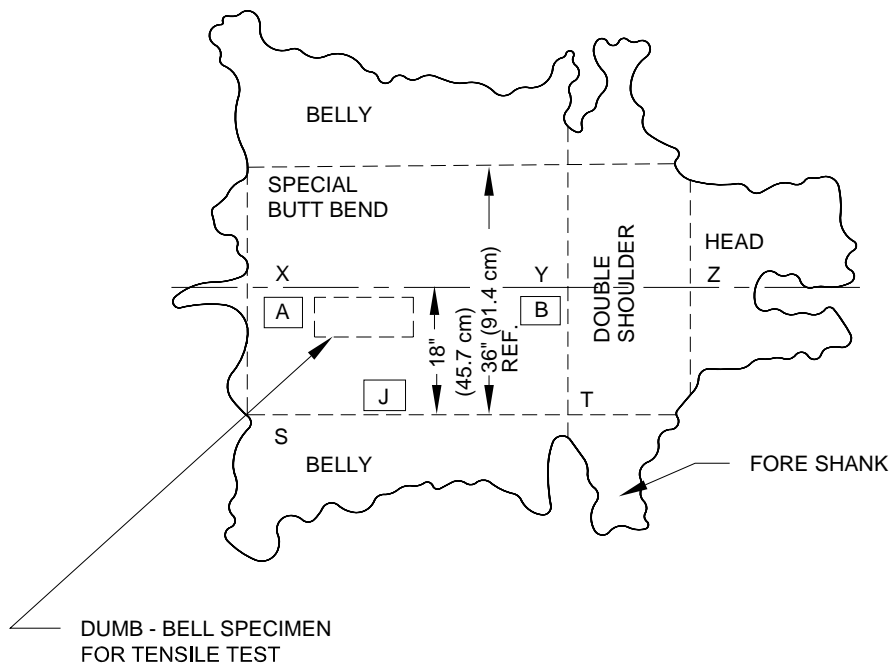 BELLY
SPECIAL
BUTT BEND
HEAD
X
Y
Z
DOUBLE
SHOULDER
A
B
18"
(45.7 cm)
36" (91.4 cm)
REF.
J
T
S
BELLY
FORE SHANK
DUMB - BELL SPECIMEN
FOR TENSILE TEST